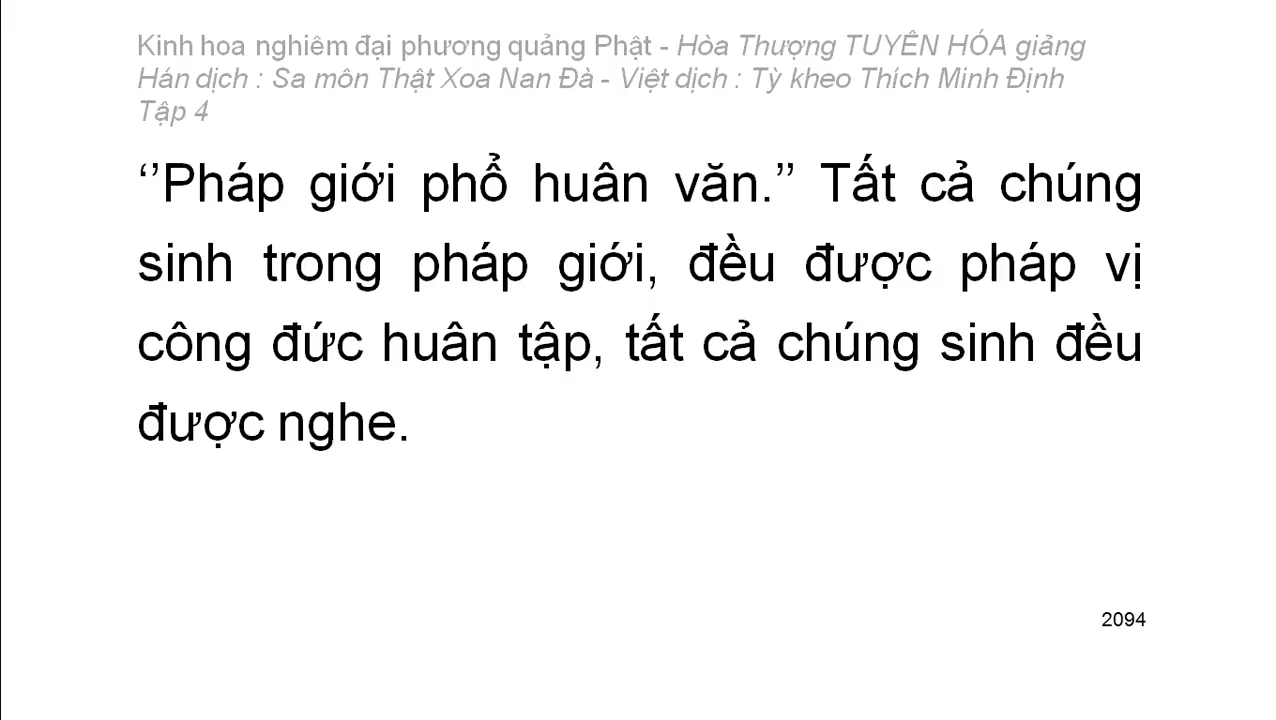 Kinh hoa nghiêm đại phương quảng Phật - Hòa Thượng TUYÊN HÓA giảng
Hán dịch : Sa môn Thật Xoa Nan Đà - Việt dịch : Tỳ kheo Thích Minh Định
Tập 4
‘’Pháp giới phổ huân văn.’’ Tất cả chúng
sinh trong pháp giới, đều được pháp vị
công đức huân tập, tất cả chúng sinh đều
được nghe.
2094